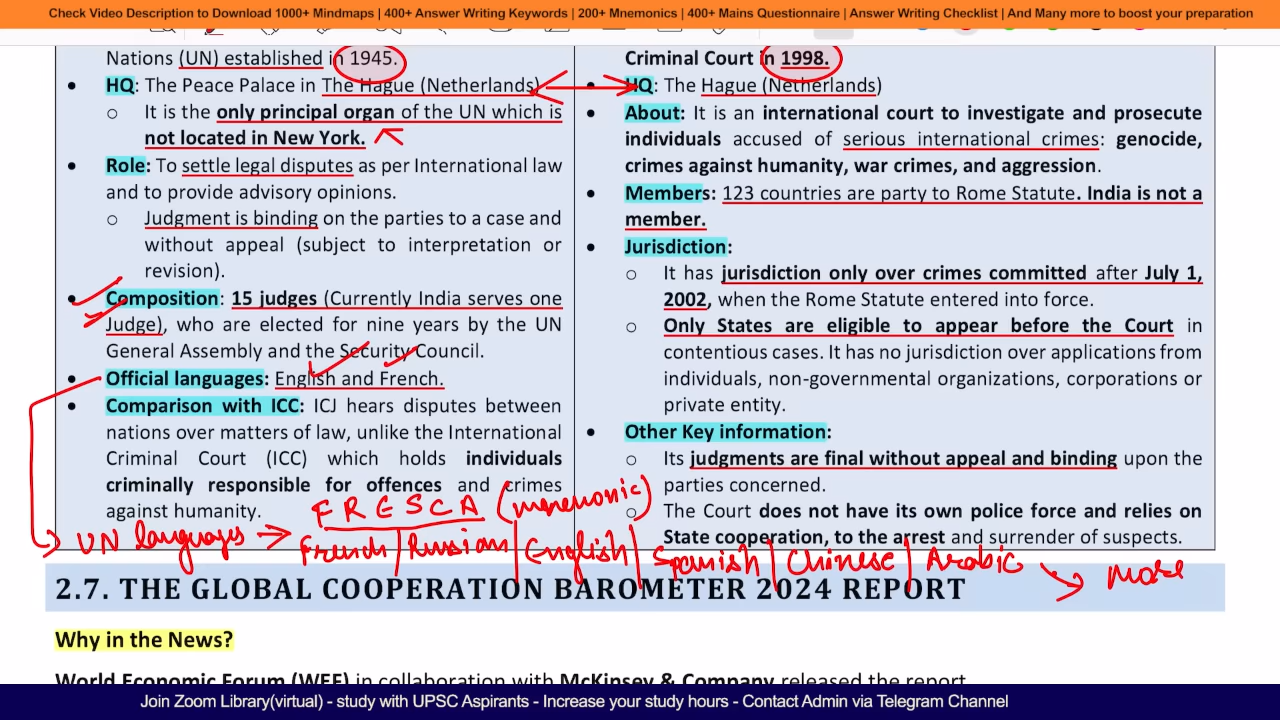 Check Video Description to Download 1000+ Mindmaps | 400+ Answer Writing Keywords | 200+ Mnemonics | 400+ Mains Questionnaire | Answer Writing Checklist | And Many more to boost your preparation
Nations (UN) established in 1945.
• HQ: The Peace Palace in The Hague (Netherlands)
o It is the only principal organ of the UN which is
not located in New York.
• Role: To settle legal disputes as per International law
and to provide advisory opinions.
o Judgment is binding on the parties to a case and
without appeal (subject to interpretation or
revision).
• Composition: 15 judges (Currently India serves one
Judge), who are elected for nine years by the UN
General Assembly and the Security Council.
• Official languages: English and French.
• Comparison with ICC: ICJ hears disputes between
nations over matters of law, unlike the International
Criminal Court (ICC) which holds individuals
criminally responsible for offences and crimes
against humanity.
Criminal Court in 1998.
• HQ: The Hague (Netherlands)
• About: It is an international court to investigate and prosecute
individuals accused of serious international crimes: genocide,
crimes against humanity, war crimes, and aggression.
• Members: 123 countries are party to Rome Statute. India is not a
member.
• Jurisdiction:
o It has jurisdiction only over crimes committed after July 1,
2002, when the Rome Statute entered into force.
o Only States are eligible to appear before the Court in
contentious cases. It has no jurisdiction over applications from
individuals, non-governmental organizations, corporations or
private entity.
• Other Key information:
o Its judgments are final without appeal and binding upon the
parties concerned.
o The Court does not have its own police force and relies on
State cooperation, to the arrest and surrender of suspects.
FRESCA (mnemonic)
UN languages → French | Russian | English | Spanish | Chinese | Arabic → more
2.7. THE GLOBAL COOPERATION BAROMETER 2024 REPORT
Why in the News?
World Economic Forum (WEF) in collaboration with McKinsey & Company released the report
Join Zoom Library(virtual) - study with UPSC Aspirants - Increase your study hours - Contact Admin via Telegram Channel